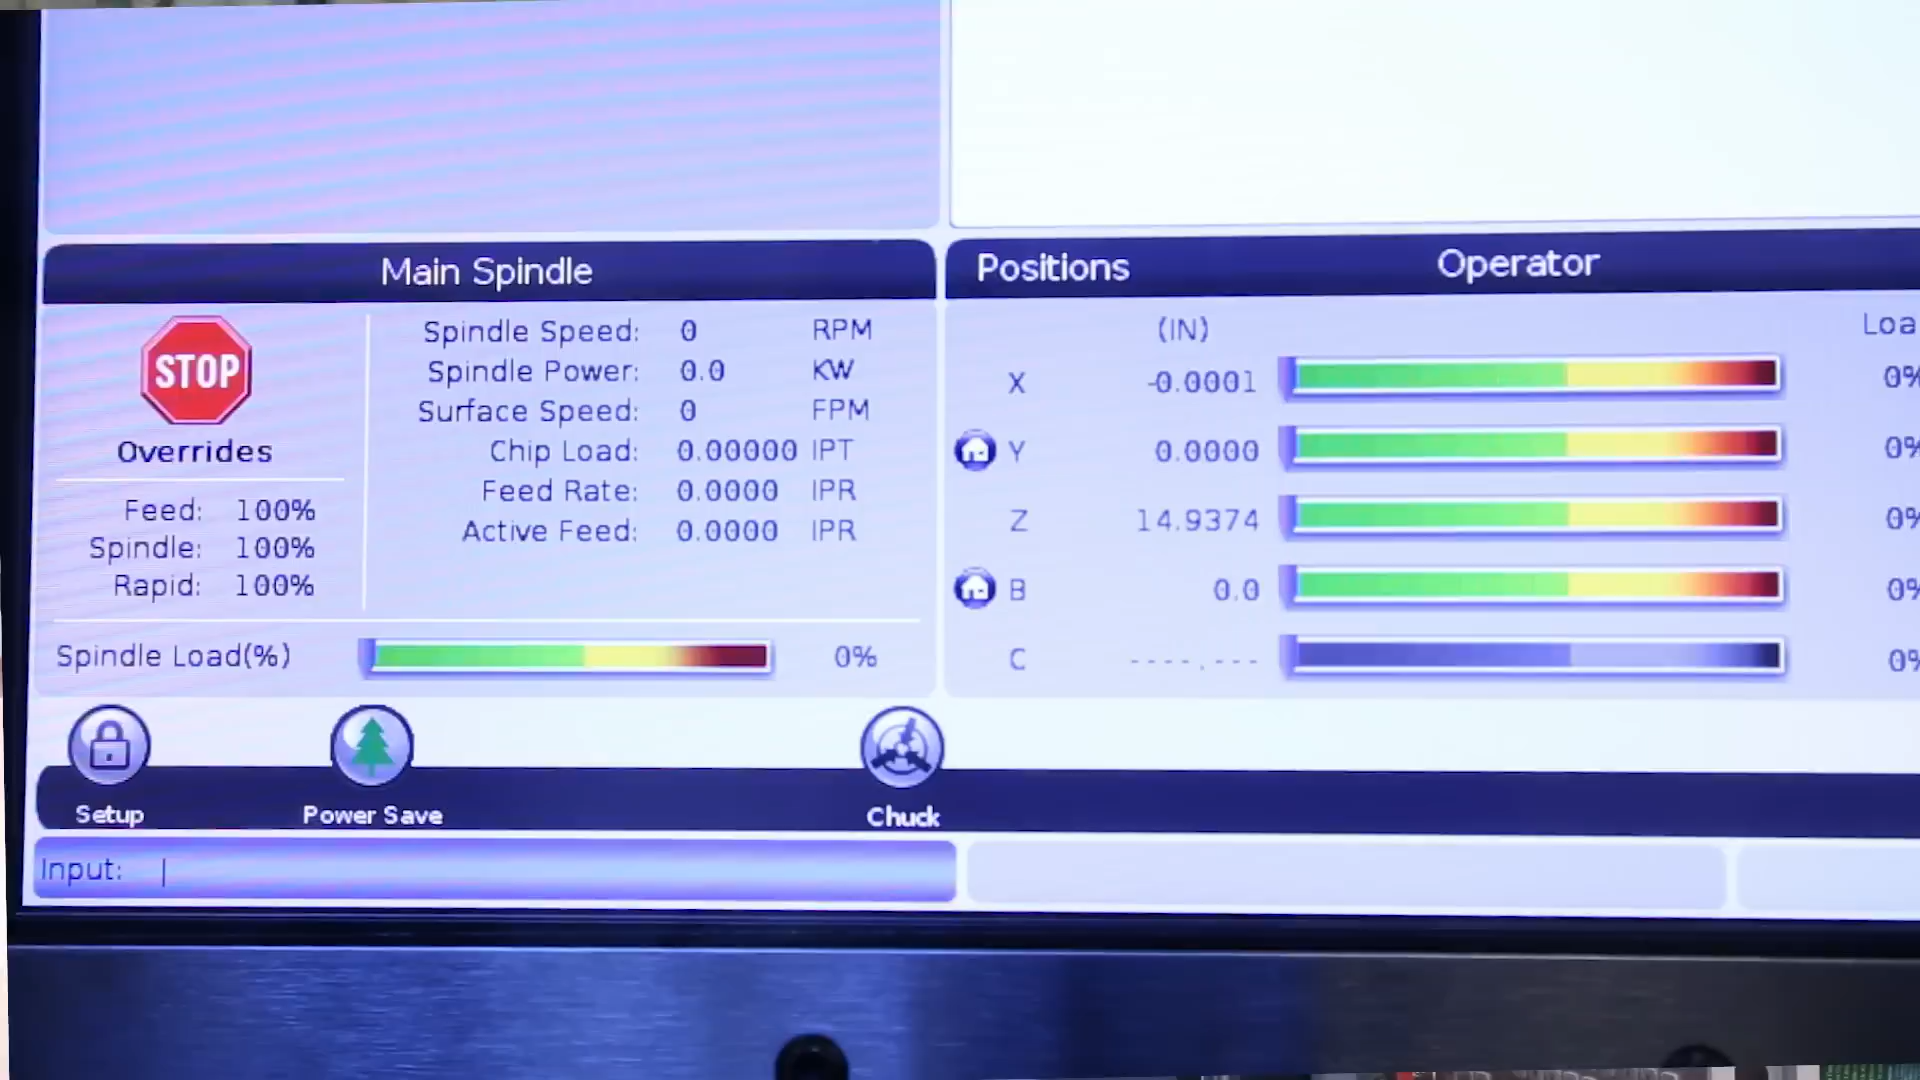 Main Spindle
STOP
Overrides
Feed: 100%
Spindle: 100%
Rapid: 100%
Spindle Speed: 0 RPM
Spindle Power: 0.0 KW
Surface Speed: 0 FPM
Chip Load: 0.00000 IPT
Feed Rate: 0.0000 IPR
Active Feed: 0.0000 IPR
Spindle Load(%) 0%
Positions Operator
(IN) Loa
X -0.0001 0%
Y 0.0000 0%
Z 14.9374 0%
B 0.0 0%
C ----.--- 0%
Setup Power Save Chuck
Input: |